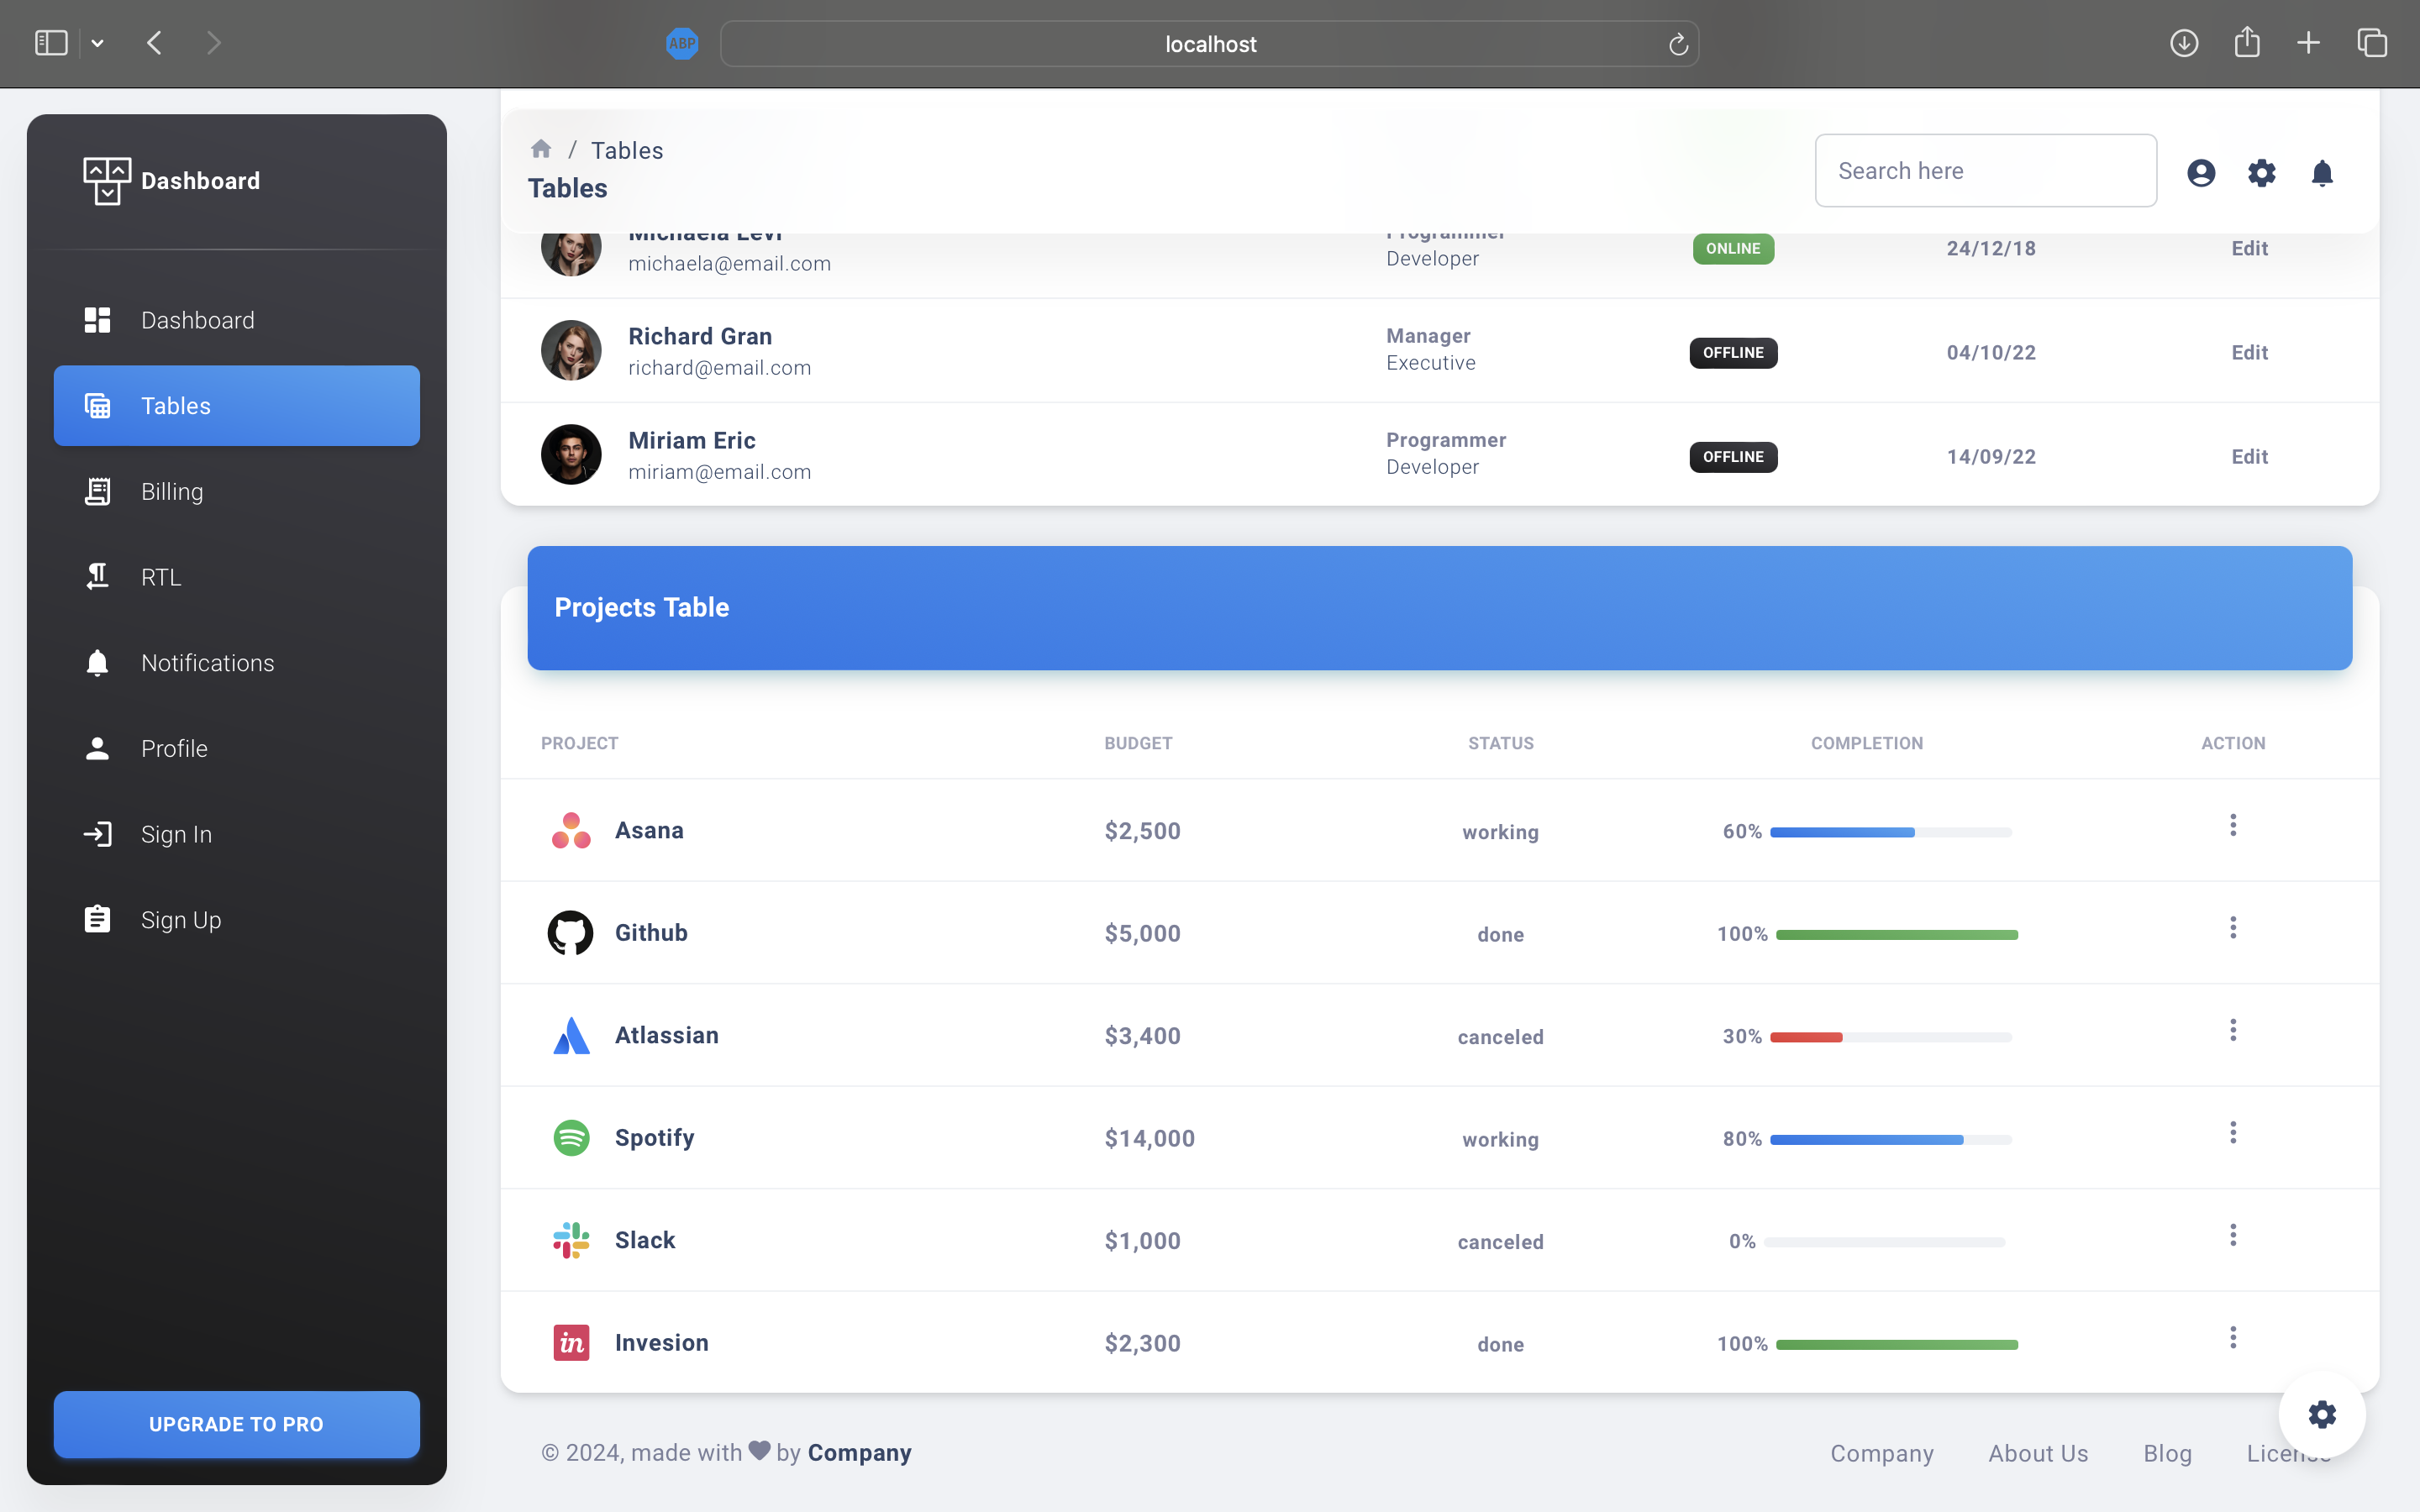 ABP
localhost
Dashboard
Dashboard
Tables
Billing
RTL
Notifications
Profile
Sign In
Sign Up
UPGRADE TO PRO
/ Tables
Tables
Search here
Michaela Levi
michaela@email.com
Programmer
Developer
ONLINE
24/12/18
Edit
Richard Gran
richard@email.com
Manager
Executive
OFFLINE
04/10/22
Edit
Miriam Eric
miriam@email.com
Programmer
Developer
OFFLINE
14/09/22
Edit
Projects Table
PROJECT BUDGET STATUS COMPLETION ACTION
Asana $2,500 working 60%
Github $5,000 done 100%
Atlassian $3,400 canceled 30%
Spotify $14,000 working 80%
Slack $1,000 canceled 0%
in Invesion $2,300 done 100%
© 2024, made with by Company
Company About Us Blog License